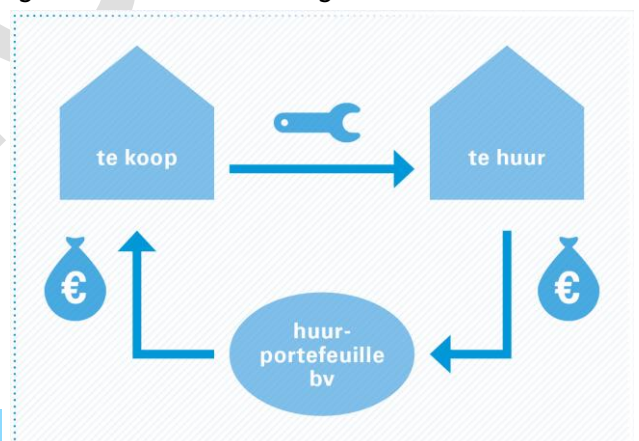 te koop
te huur
€
€
huur-
portefeuille
bv